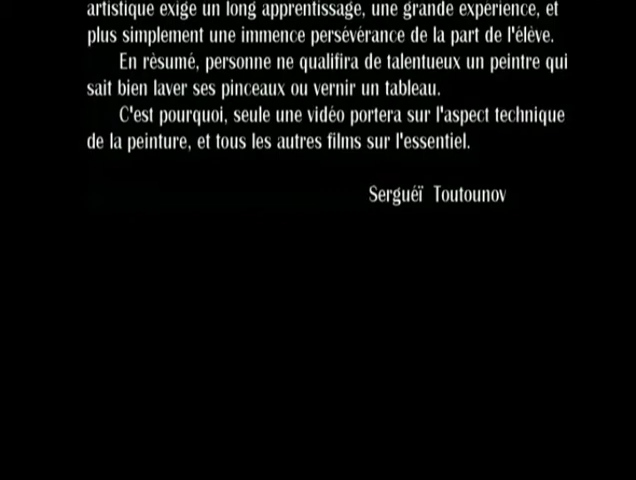 artistique exige un long apprentissage, une grande expérience, et
plus simplement une immence persévérance de la part de l'élève.
En rèsumé, personne ne qualifira de talentueux un peintre qui
sait bien laver ses pinceaux ou vernir un tableau.
C'est pourquoi, seule une vidéo portera sur l'aspect technique
de la peinture, et tous les autres films sur l'essentiel.
Serguéï Toutounov